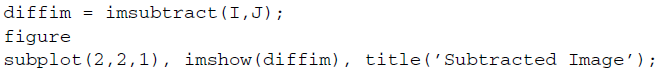 diffim = imsubtract(I,J);
figure
subplot(2,2,1), imshow(diffim), title(’Subtracted Image’);